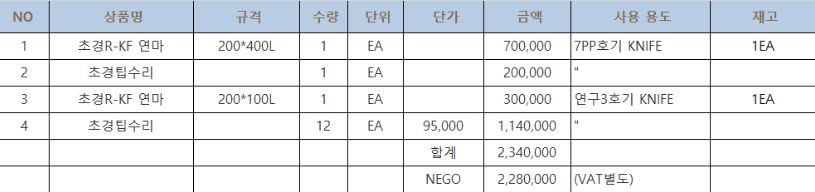 NO 상품명 규격 수량 단위 단가 금액 사용 용도 재고
1 초경R-KF 연마 200*400L 1 EA 700,000 7PP호기 KNIFE 1EA
2 초경팁수리 1 EA 200,000 "
3 초경R-KF 연마 200*100L 1 EA 300,000 연구3호기 KNIFE 1EA
4 초경팁수리 12 EA 95,000 1,140,000 "
합계 2,340,000
NEGO 2,280,000 (VAT별도)